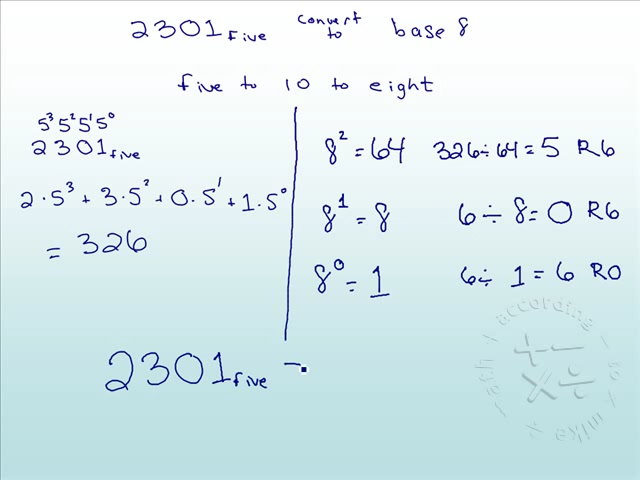 2301five convert to base 8
five to 10 to eight
5³5²5¹5⁰
2301five
2·5³+3·5²+0.5¹+1.5⁰
= 326
8² = 64 326÷64=5 R6
8¹ = 8 6÷8=0 R6
8⁰ = 1 6÷1=6 R0
2301five =
math according to mike